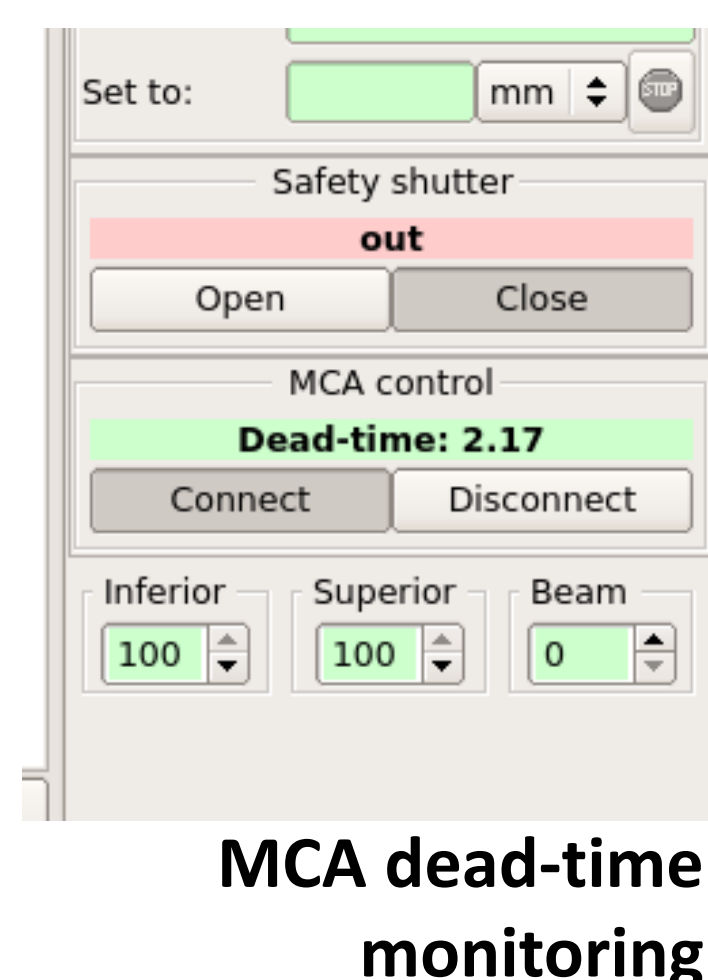 Set to:
mm
STOP
Safety shutter
out
Open Close
MCA control
Dead-time: 2.17
Connect Disconnect
Inferior Superior Beam
100 100 0
MCA dead-time
monitoring